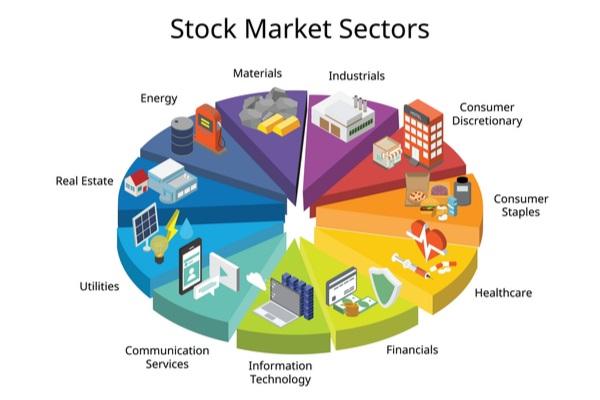 Stock Market Sectors
Materials
Industrials
Energy
Consumer
Discretionary
Real Estate
Consumer
Staples
Utilities
Healthcare
Communication
Services
Information
Technology
Financials